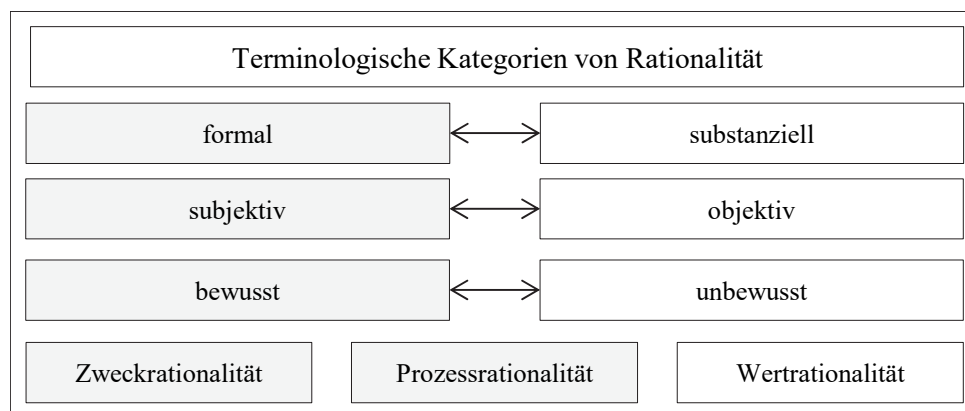 Terminologische Kategorien von Rationalität
formal substanziell
subjektiv objektiv
bewusst unbewusst
Zweckrationalität Prozessrationalität Wertrationalität